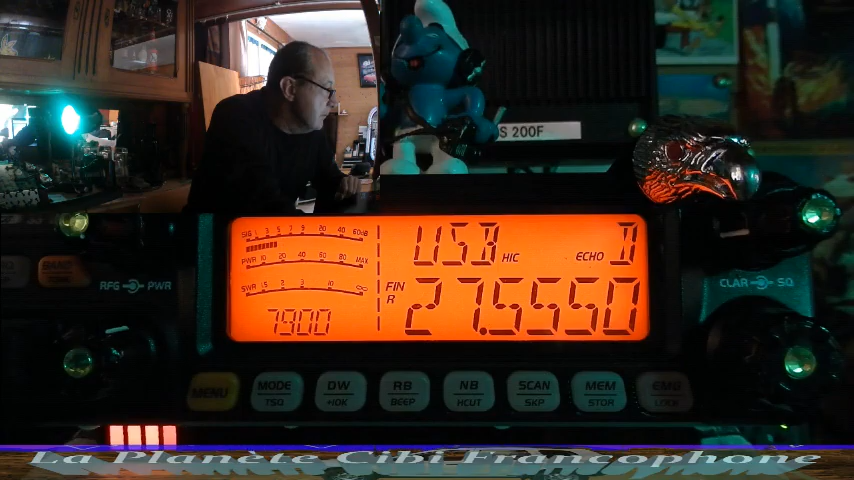 S 200F
SIG 1 3 5 7 9 20 40 60dB
USB HIC ECHO D
PWR 10 20 40 60 80 MAX
FIN
R
27.5550
SWR 1.5 2 3 10 ∞
7900
RFG PWR
CLAR SQ
MENU
MODE
TSQ
DW
+10K
RB
BEEP
NB
HCUT
SCAN
SKP
MEM
STOR
EMG
LOCK
La Planète Cibi Francophone